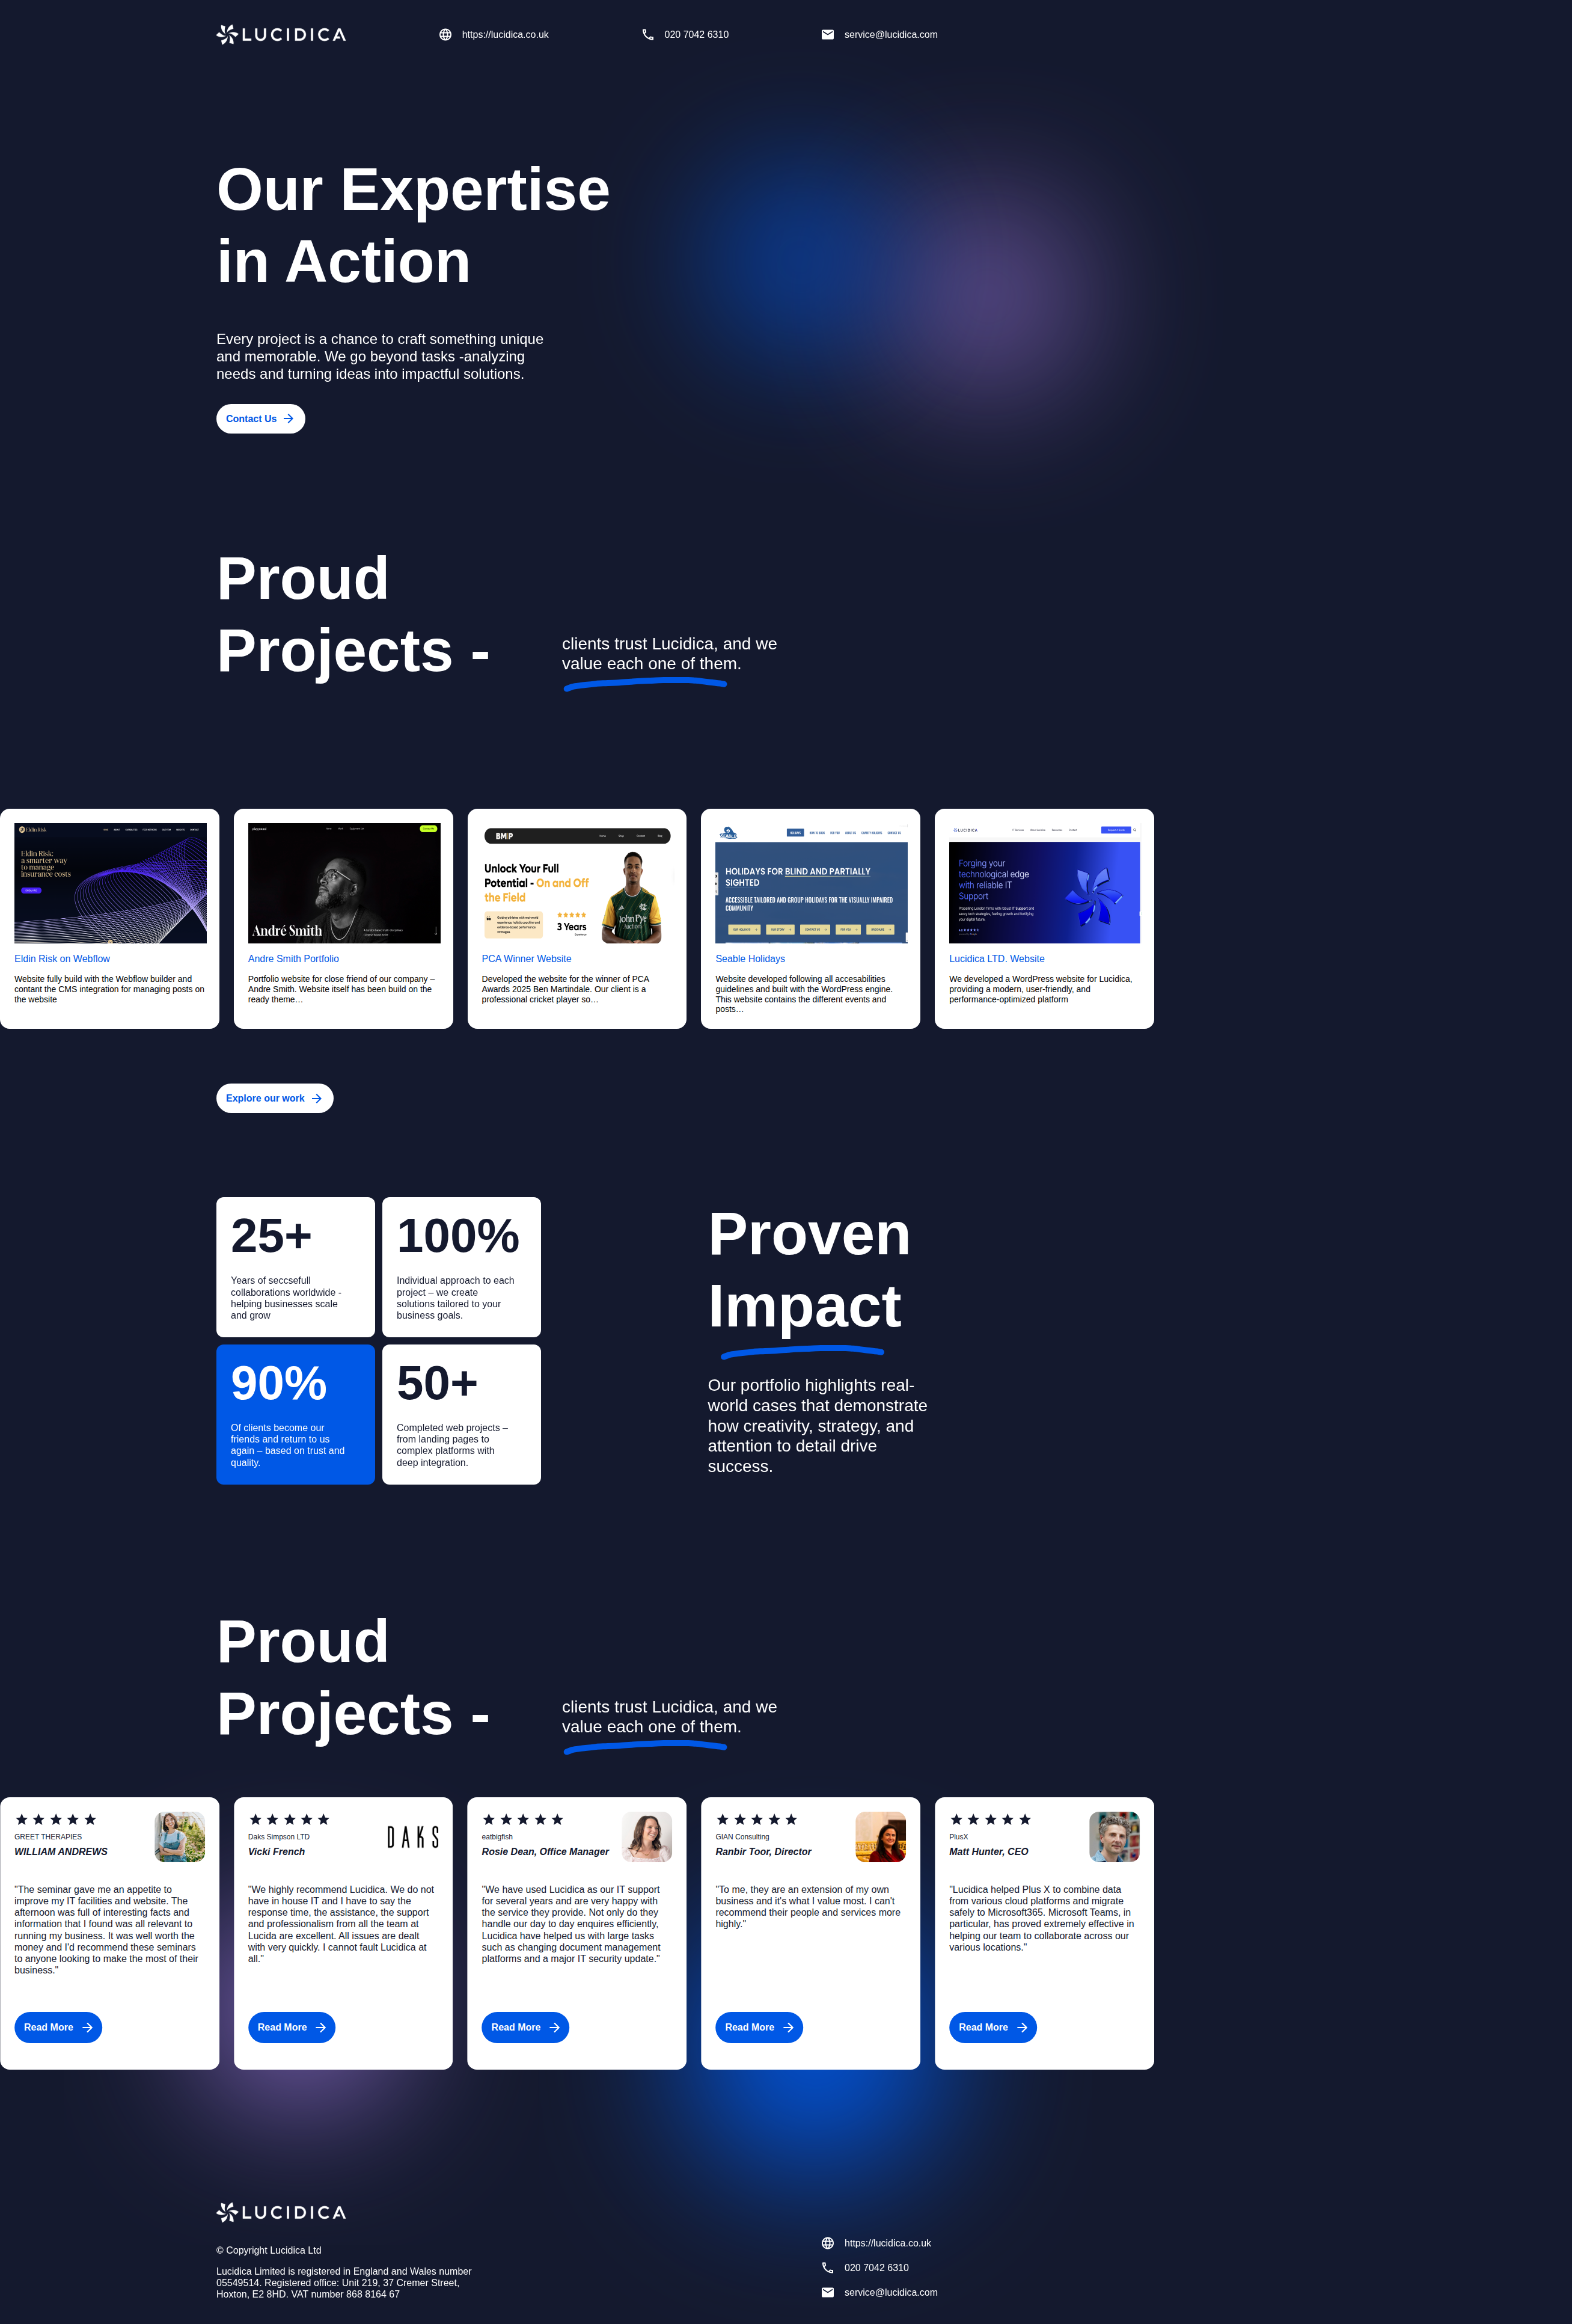 LUCIDICA
https://lucidica.co.uk
020 7042 6310
service@lucidica.com
Our Expertise
in Action
Every project is a chance to craft something unique
and memorable. We go beyond tasks -analyzing
needs and turning ideas into impactful solutions.
Contact Us
Proud
Projects -
clients trust Lucidica, and we
value each one of them.
Eldin Risk
Eldin Risk:
a smarter way
to manage
insurance costs
Eldin Risk on Webflow
Website fully build with the Webflow builder and
contant the CMS integration for managing posts on
the website
André Smith
Andre Smith Portfolio
Portfolio website for close friend of our company –
Andre Smith. Website itself has been build on the
ready theme…
Unlock Your Full
Potential - On and Off
the Field
3 Years
PCA Winner Website
Developed the website for the winner of PCA
Awards 2025 Ben Martindale. Our client is a
professional cricket player so…
SEABLE
HOLIDAYS FOR BLIND AND PARTIALLY
SIGHTED
ACCESSIBLE TAILORED AND GROUP HOLIDAYS FOR THE VISUALLY IMPAIRED
COMMUNITY
Seable Holidays
Website developed following all accesabilities
guidelines and built with the WordPress engine.
This website contains the different events and
posts…
LUCIDICA
Forging your
technological edge
with reliable IT
Support
Lucidica LTD. Website
We developed a WordPress website for Lucidica,
providing a modern, user-friendly, and
performance-optimized platform
Explore our work
25+
Years of seccsefull
collaborations worldwide -
helping businesses scale
and grow
100%
Individual approach to each
project – we create
solutions tailored to your
business goals.
90%
Of clients become our
friends and return to us
again – based on trust and
quality.
50+
Completed web projects –
from landing pages to
complex platforms with
deep integration.
Proven
Impact
Our portfolio highlights real-
world cases that demonstrate
how creativity, strategy, and
attention to detail drive
success.
Proud
Projects -
clients trust Lucidica, and we
value each one of them.
GREET THERAPIES
WILLIAM ANDREWS
"The seminar gave me an appetite to
improve my IT facilities and website. The
afternoon was full of interesting facts and
information that I found was all relevant to
running my business. It was well worth the
money and I'd recommend these seminars
to anyone looking to make the most of their
business."
Read More
Daks Simpson LTD
Vicki French
DAKS
"We highly recommend Lucidica. We do not
have in house IT and I have to say the
response time, the assistance, the support
and professionalism from all the team at
Lucida are excellent. All issues are dealt
with very quickly. I cannot fault Lucidica at
all."
Read More
eatbigfish
Rosie Dean, Office Manager
"We have used Lucidica as our IT support
for several years and are very happy with
the service they provide. Not only do they
handle our day to day enquires efficiently,
Lucidica have helped us with large tasks
such as changing document management
platforms and a major IT security update."
Read More
GIAN Consulting
Ranbir Toor, Director
"To me, they are an extension of my own
business and it's what I value most. I can't
recommend their people and services more
highly."
Read More
PlusX
Matt Hunter, CEO
"Lucidica helped Plus X to combine data
from various cloud platforms and migrate
safely to Microsoft365. Microsoft Teams, in
particular, has proved extremely effective in
helping our team to collaborate across our
various locations."
Read More
LUCIDICA
© Copyright Lucidica Ltd
Lucidica Limited is registered in England and Wales number
05549514. Registered office: Unit 219, 37 Cremer Street,
Hoxton, E2 8HD. VAT number 868 8164 67
https://lucidica.co.uk
020 7042 6310
service@lucidica.com